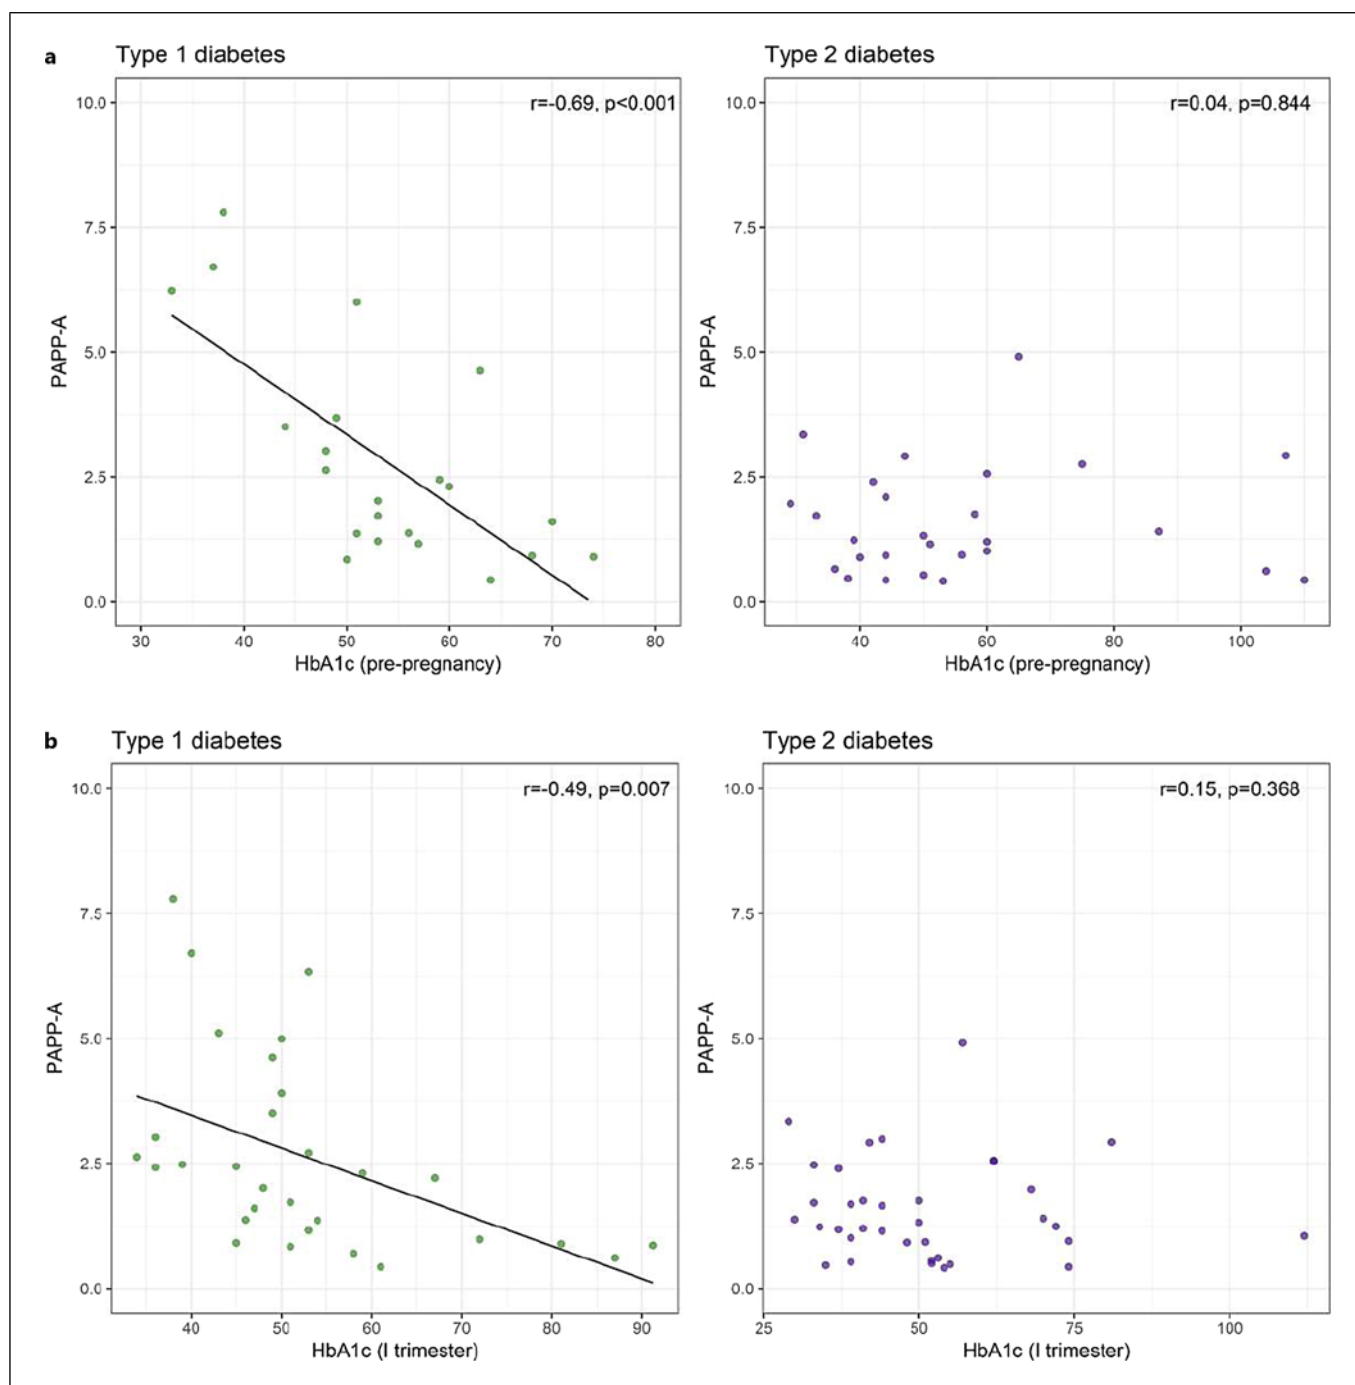 a
Type 1 diabetes
Type 2 diabetes
r=-0.69, p<0.001
10.0
7.5
5.0
2.5
0.0
PAPP-A
30 40 50 60 70 80
HbA1c (pre-pregnancy)
r=0.04, p=0.844
10.0
7.5
5.0
2.5
0.0
PAPP-A
40 60 80 100
HbA1c (pre-pregnancy)
b
Type 1 diabetes
Type 2 diabetes
r=-0.49, p=0.007
10.0
7.5
5.0
2.5
0.0
PAPP-A
40 50 60 70 80 90
HbA1c (I trimester)
r=0.15, p=0.368
10.0
7.5
5.0
2.5
0.0
PAPP-A
25 50 75 100
HbA1c (I trimester)